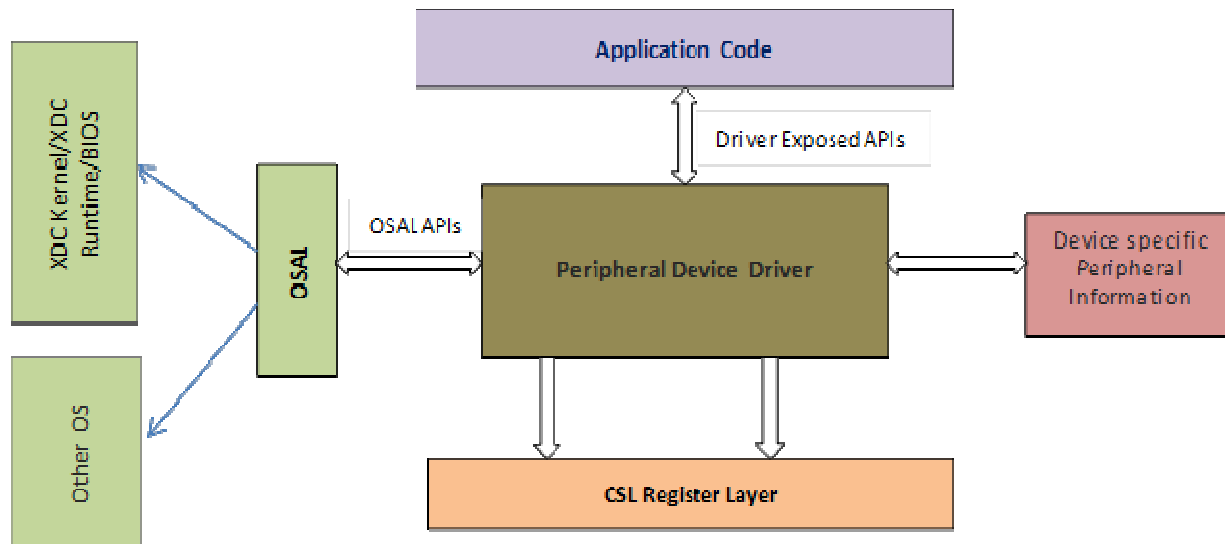 Application Code
Driver Exposed APIs
XDC Kernel/XDC
Runtime/BIOS
OSAL
OSAL APIs
Peripheral Device Driver
Device specific
Peripheral
Information
Other OS
CSL Register Layer